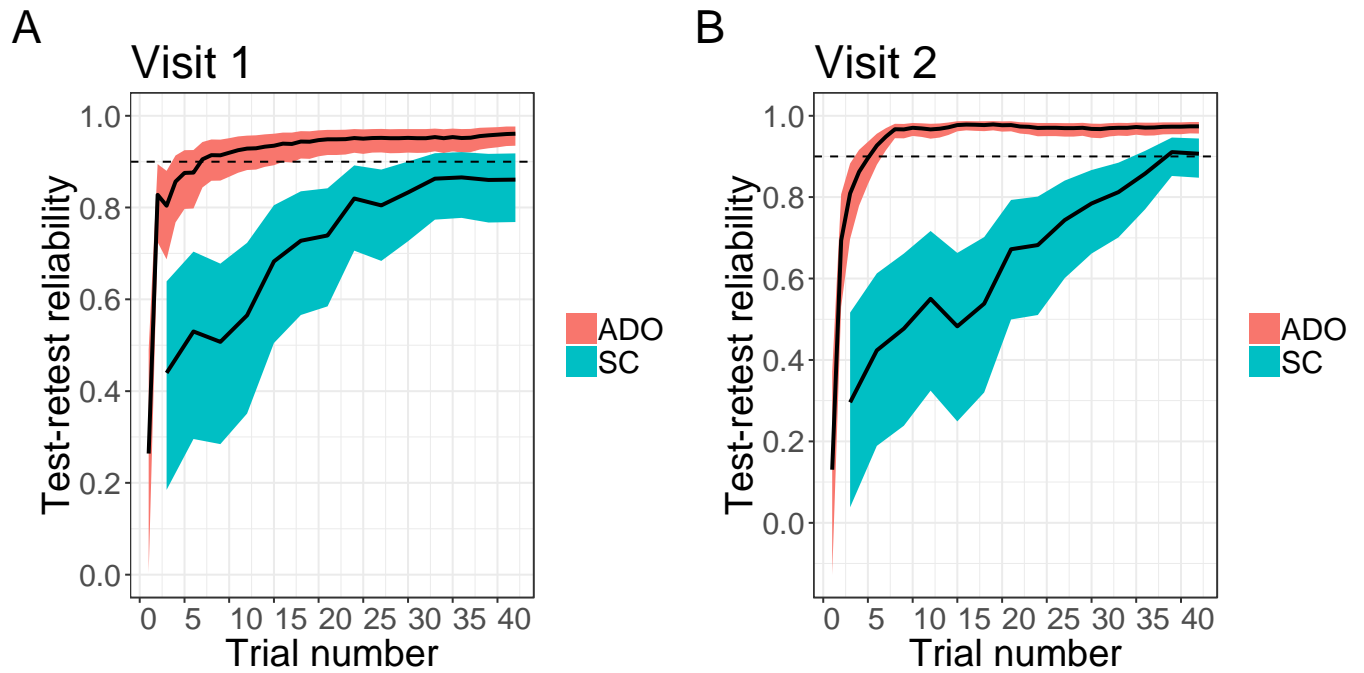 A
Visit 1
Test-retest reliability
1.0
0.8
0.6
0.4
0.2
0.0
0 5 10 15 20 25 30 35 40
Trial number
ADO
SC
B
Visit 2
Test-retest reliability
1.0
0.8
0.6
0.4
0.2
0.0
0 5 10 15 20 25 30 35 40
Trial number
ADO
SC